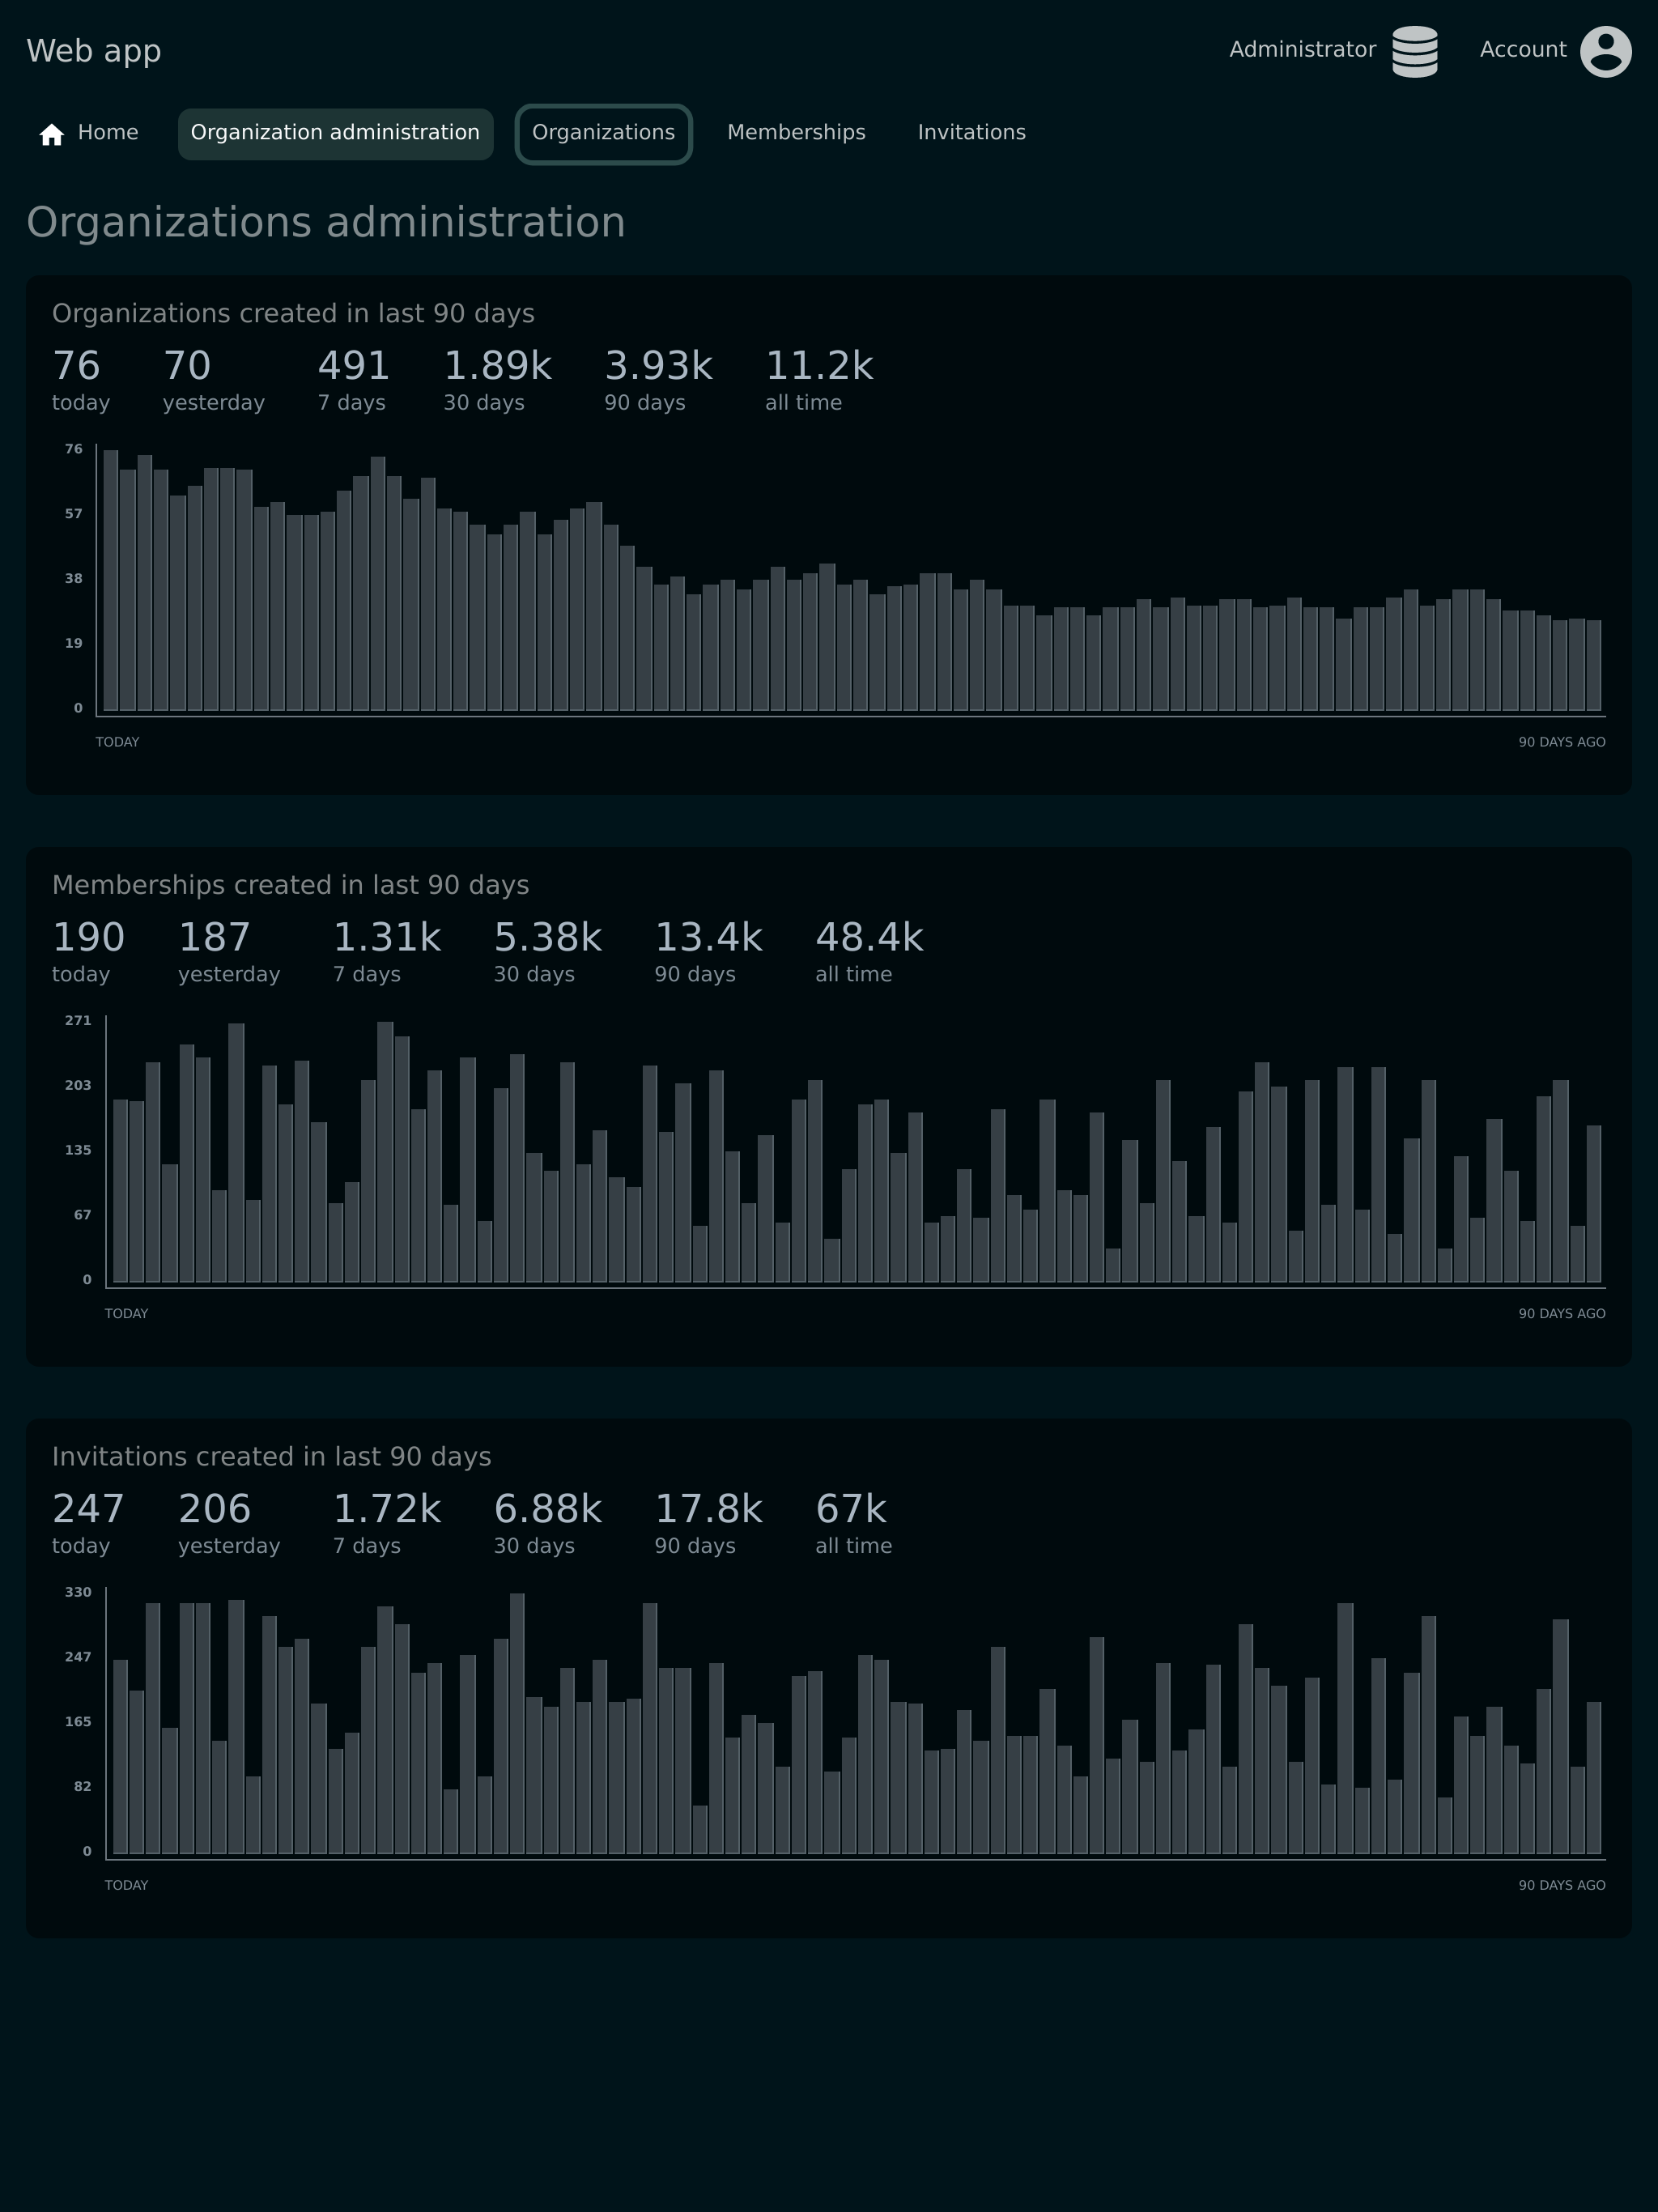 Web app
Administrator
Account
Home
Organization administration
Organizations
Memberships
Invitations
Organizations administration
Organizations created in last 90 days
76 70 491 1.89k 3.93k 11.2k
today yesterday 7 days 30 days 90 days all time
76
57
38
19
0
TODAY 90 DAYS AGO
Memberships created in last 90 days
190 187 1.31k 5.38k 13.4k 48.4k
today yesterday 7 days 30 days 90 days all time
271
203
135
67
0
TODAY 90 DAYS AGO
Invitations created in last 90 days
247 206 1.72k 6.88k 17.8k 67k
today yesterday 7 days 30 days 90 days all time
330
247
165
82
0
TODAY 90 DAYS AGO